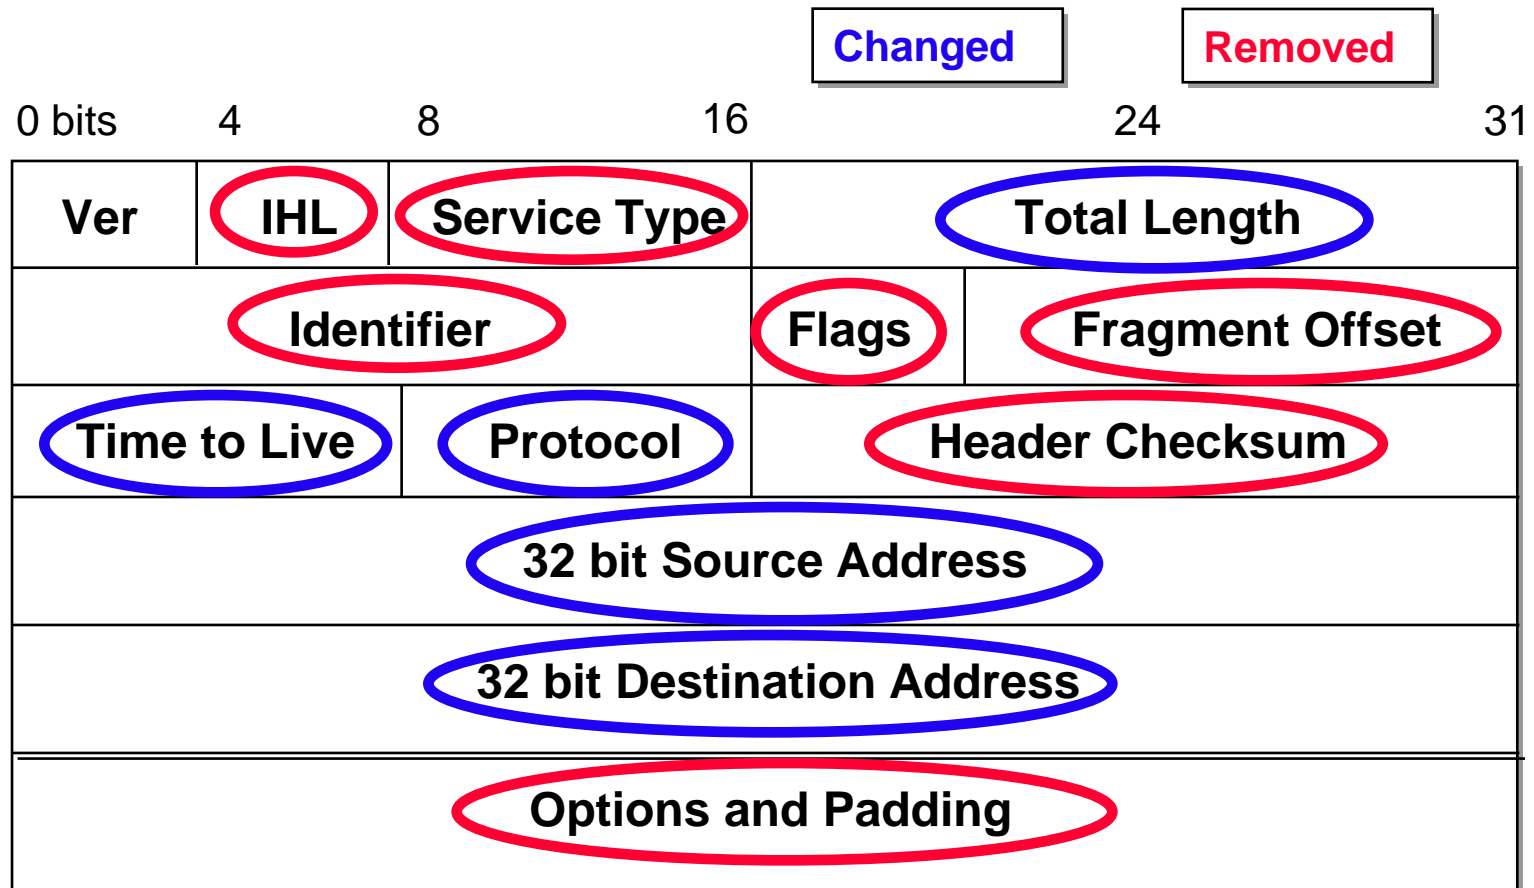 Changed Removed
0 bits 4 8 16 24 31
Ver IHL Service Type Total Length
Identifier Flags Fragment Offset
Time to Live Protocol Header Checksum
32 bit Source Address
32 bit Destination Address
Options and Padding